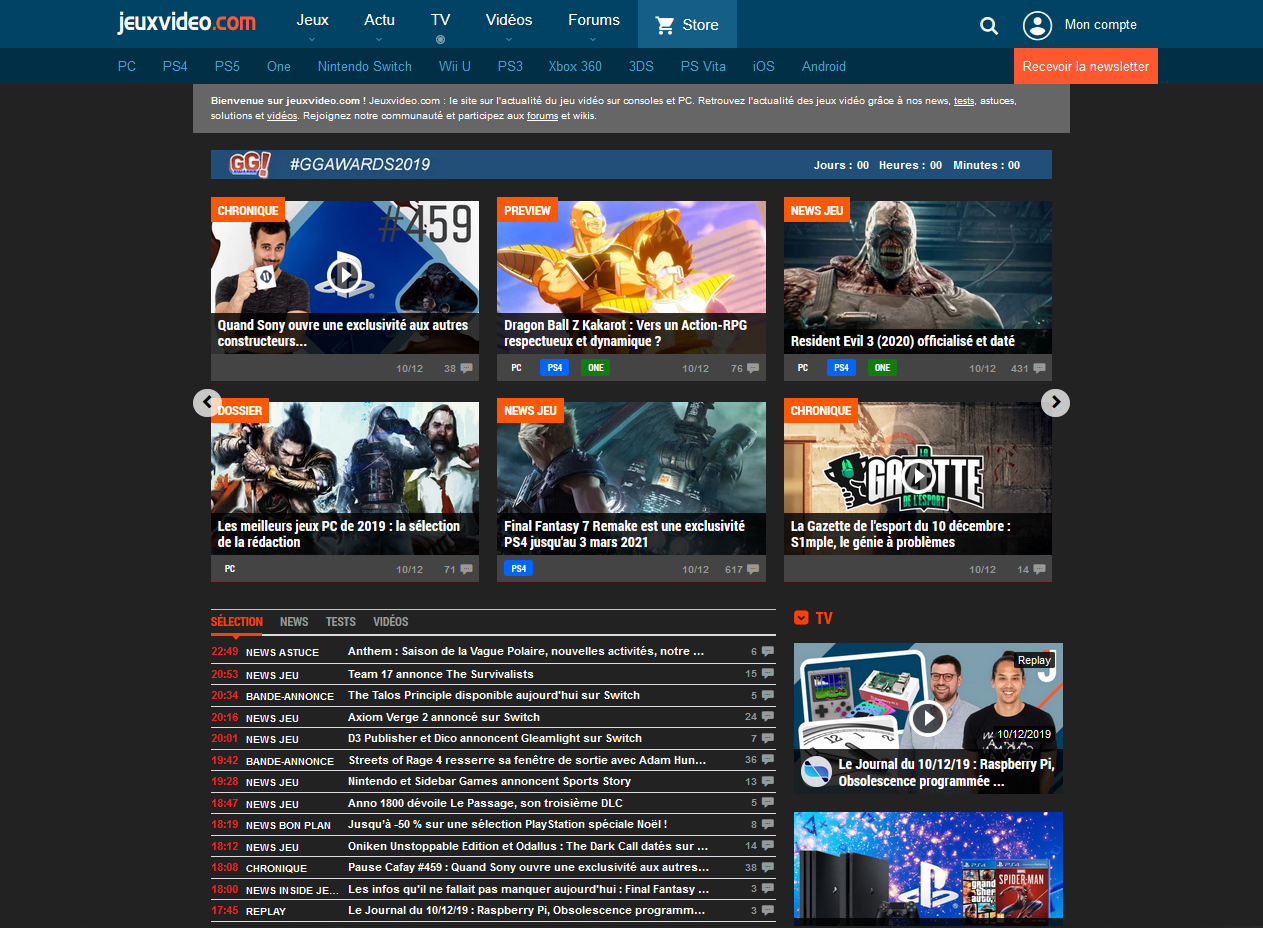 jeuxvideo.com
Jeux Actu TV Vidéos Forums Store Mon compte
PC PS4 PS5 One Nintendo Switch Wii U PS3 Xbox 360 3DS PS Vita iOS Android Recevoir la newsletter
Bienvenue sur jeuxvideo.com ! Jeuxvideo.com : le site sur l'actualité du jeu vidéo sur consoles et PC. Retrouvez l'actualité des jeux vidéo grâce à nos news, tests, astuces,
solutions et vidéos. Rejoignez notre communauté et participez aux forums et wikis.
GG! #GGAWARDS2019 Jours : 00 Heures : 00 Minutes : 00
CHRONIQUE
#459
Quand Sony ouvre une exclusivité aux autres
constructeurs...
10/12 38
PREVIEW
Dragon Ball Z Kakarot : Vers un Action-RPG
respectueux et dynamique ?
PC PS4 ONE 10/12 76
NEWS JEU
Resident Evil 3 (2020) officialisé et daté
PC PS4 ONE 10/12 431
DOSSIER
Les meilleurs jeux PC de 2019 : la sélection
de la rédaction
PC 10/12 71
NEWS JEU
Final Fantasy 7 Remake est une exclusivité
PS4 jusqu'au 3 mars 2021
PS4 10/12 617
CHRONIQUE
LA
GAZETTE
DE L'ESPORT
La Gazette de l'esport du 10 décembre :
S1mple, le génie à problèmes
10/12 14
SÉLECTION NEWS TESTS VIDÉOS
22:49 NEWS ASTUCE Anthem : Saison de la Vague Polaire, nouvelles activités, notre ... 6
20:53 NEWS JEU Team 17 annonce The Survivalists 15
20:34 BANDE-ANNONCE The Talos Principle disponible aujourd'hui sur Switch 5
20:16 NEWS JEU Axiom Verge 2 annoncé sur Switch 24
20:01 NEWS JEU D3 Publisher et Dico annoncent Gleamlight sur Switch 7
19:42 BANDE-ANNONCE Streets of Rage 4 resserre sa fenêtre de sortie avec Adam Hun... 36
19:28 NEWS JEU Nintendo et Sidebar Games annoncent Sports Story 13
18:47 NEWS JEU Anno 1800 dévoile Le Passage, son troisième DLC 5
18:19 NEWS BON PLAN Jusqu'à -50 % sur une sélection PlayStation spéciale Noël ! 8
18:12 NEWS JEU Oniken Unstoppable Edition et Odallus : The Dark Call datés sur ... 14
18:08 CHRONIQUE Pause Cafay #459 : Quand Sony ouvre une exclusivité aux autres... 38
18:00 NEWS INSIDE JE... Les infos qu'il ne fallait pas manquer aujourd'hui : Final Fantasy ... 3
17:45 REPLAY Le Journal du 10/12/19 : Raspberry Pi, Obsolescence programm... 3
TV
Replay
10/12/2019
Le Journal du 10/12/19 : Raspberry Pi,
Obsolescence programmée ...
PS4
grand
theft
auto
PS4
SPIDER-MAN